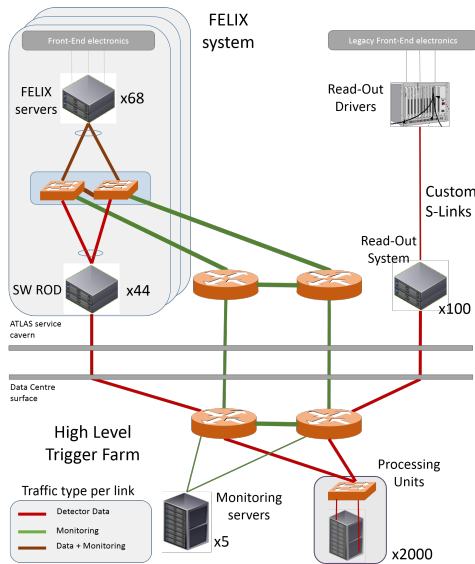 FELIX
system
Front-End electronics
Legacy Front-End electronics
FELIX
servers
x68
Read-Out
Drivers
Custom
S-Links
Read-Out
System
SW ROD
x44
x100
ATLAS service
cavern
Data Centre
surface
High Level
Trigger Farm
Processing
Units
Traffic type per link
Detector Data
Monitoring
Data + Monitoring
Monitoring
servers
x5
x2000